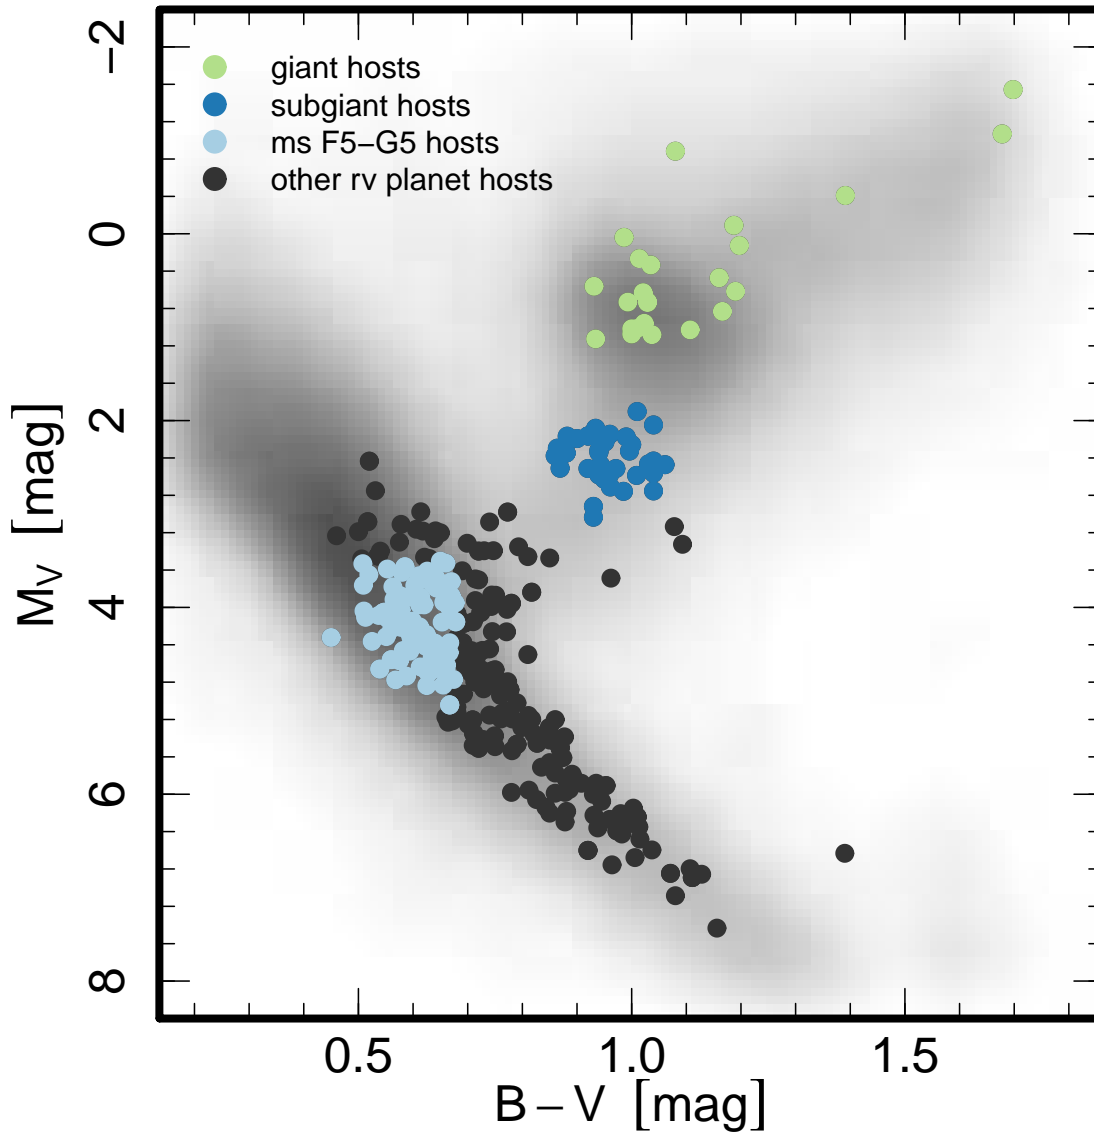 giant hosts
subgiant hosts
ms F5−G5 hosts
other rv planet hosts
−2
0
2
4
6
8
M_V [mag]
0.5 1.0 1.5
B − V [mag]